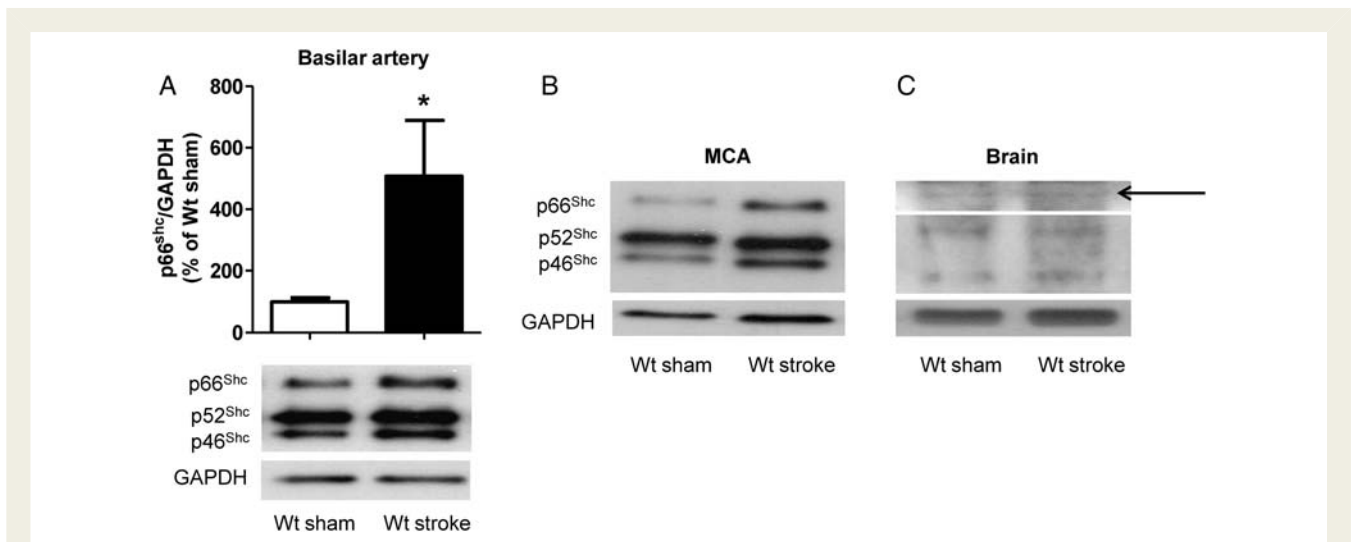 A
Basilar artery
p66ˢʰᶜ/GAPDH
(% of Wt sham)
800
600
400
200
0
*
p66ˢʰᶜ
p52ˢʰᶜ
p46ˢʰᶜ
GAPDH
Wt sham Wt stroke
B
MCA
p66ˢʰᶜ
p52ˢʰᶜ
p46ˢʰᶜ
GAPDH
Wt sham Wt stroke
C
Brain
Wt sham Wt stroke